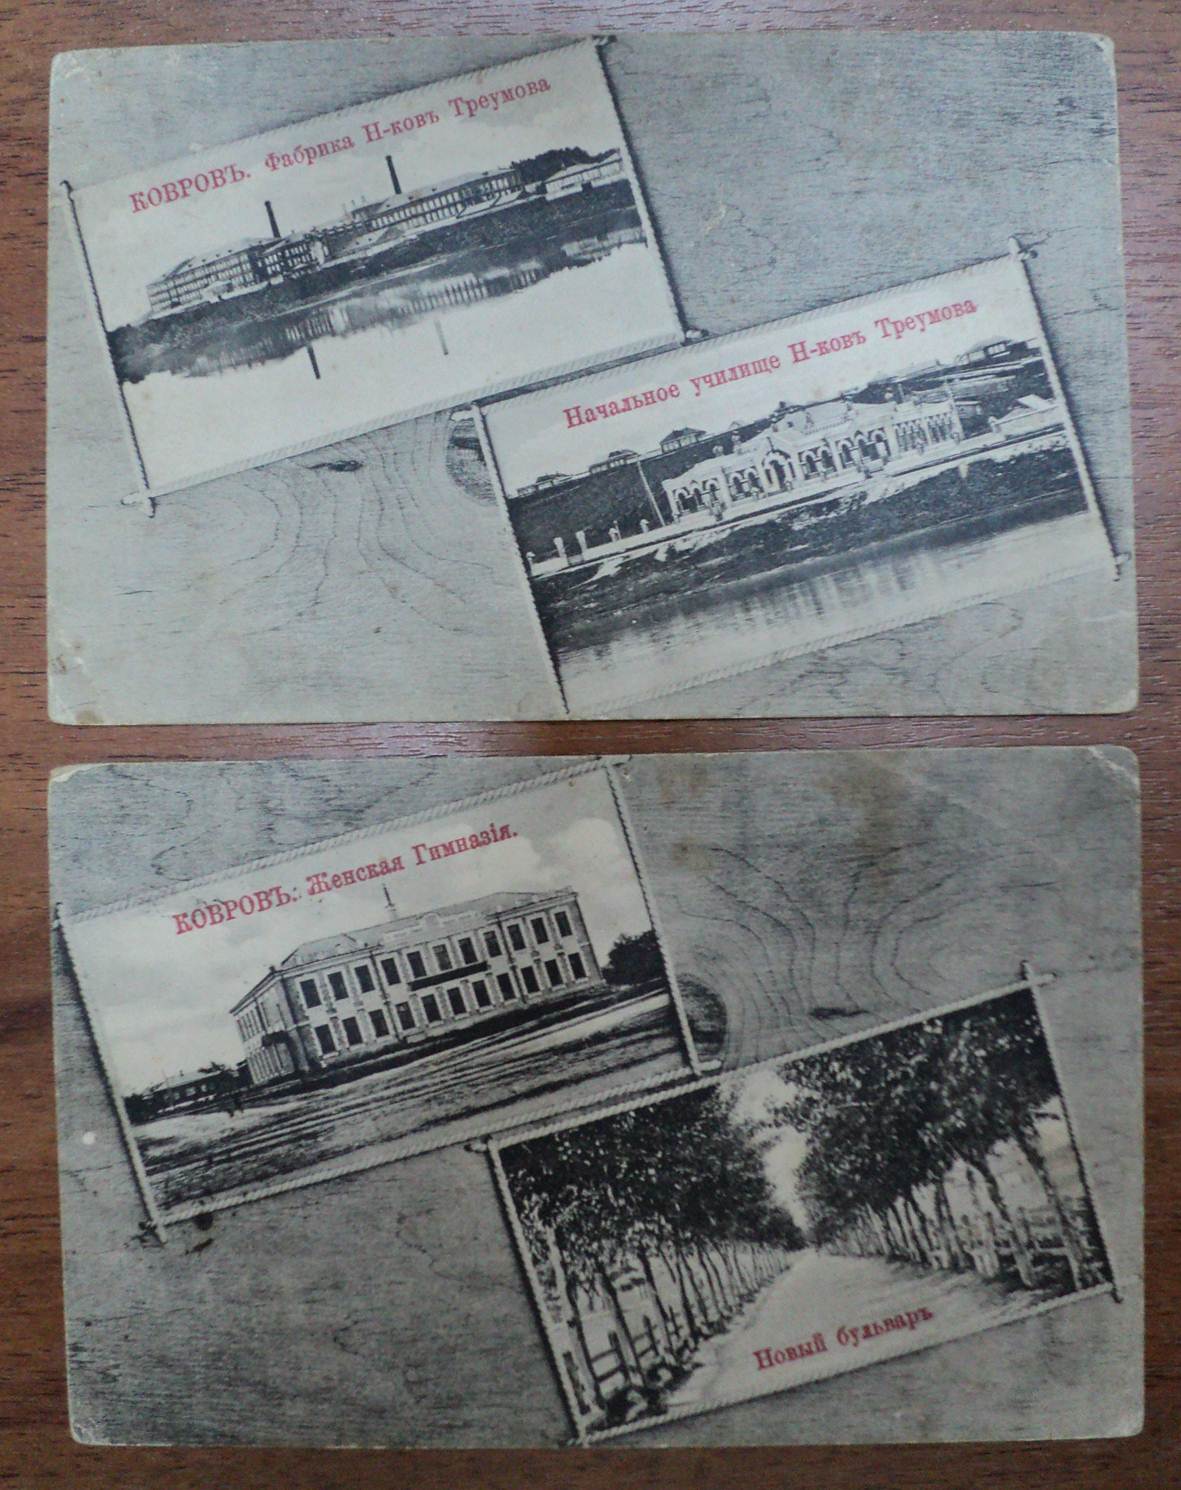 КОВРОВЪ. Фабрика Н-ковъ Треумова
Начальное училище Н-ковъ Треумова
КОВРОВЪ. Женская Гимназія.
Новый бульваръ